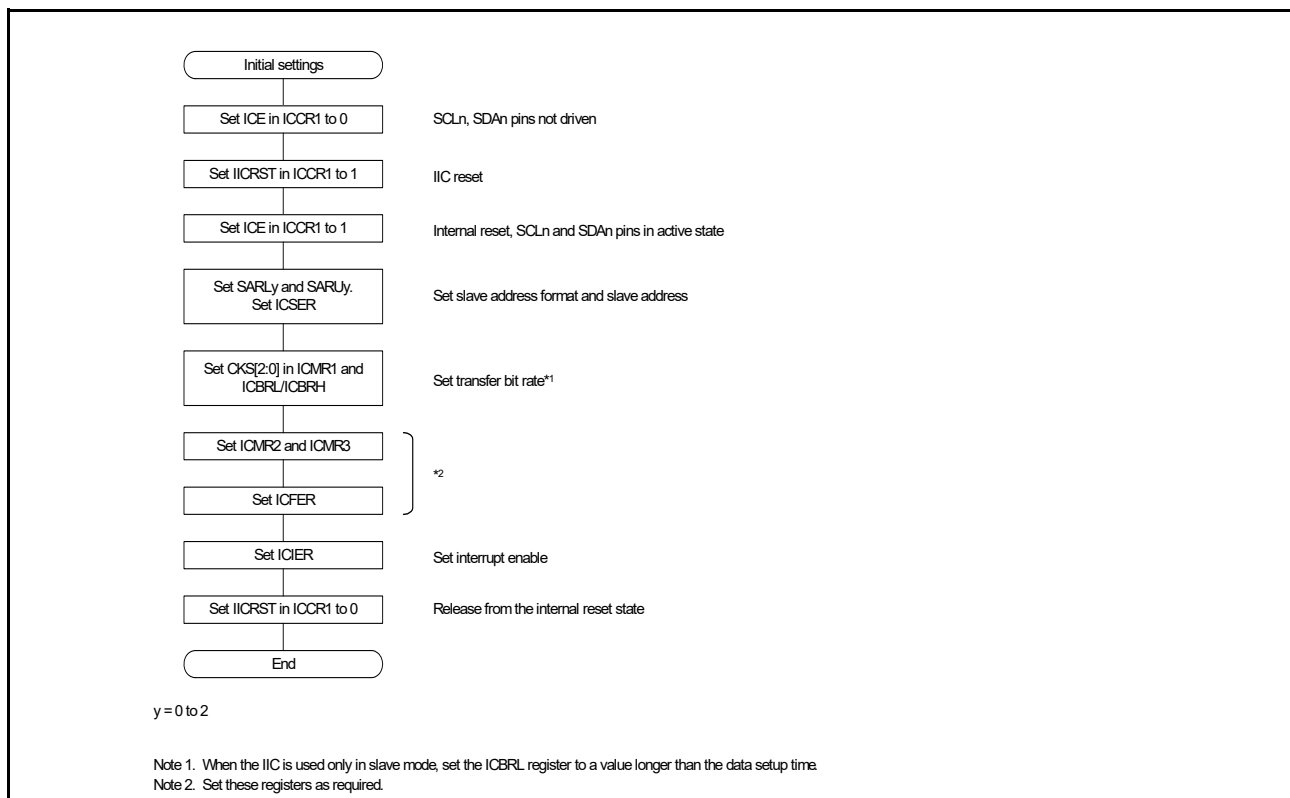 Initial settings
Set ICE in ICCR1 to 0
SCLn, SDAn pins not driven
Set IICRST in ICCR1 to 1
IIC reset
Set ICE in ICCR1 to 1
Internal reset, SCLn and SDAn pins in active state
Set SARLy and SARUy.
Set ICSER
Set slave address format and slave address
Set CKS[2:0] in ICMR1 and
ICBRL/ICBRH
Set transfer bit rate*1
Set ICMR2 and ICMR3
*2
Set ICFER
Set ICIER
Set interrupt enable
Set IICRST in ICCR1 to 0
Release from the internal reset state
End
y = 0 to 2
Note 1. When the IIC is used only in slave mode, set the ICBRL register to a value longer than the data setup time.
Note 2. Set these registers as required.